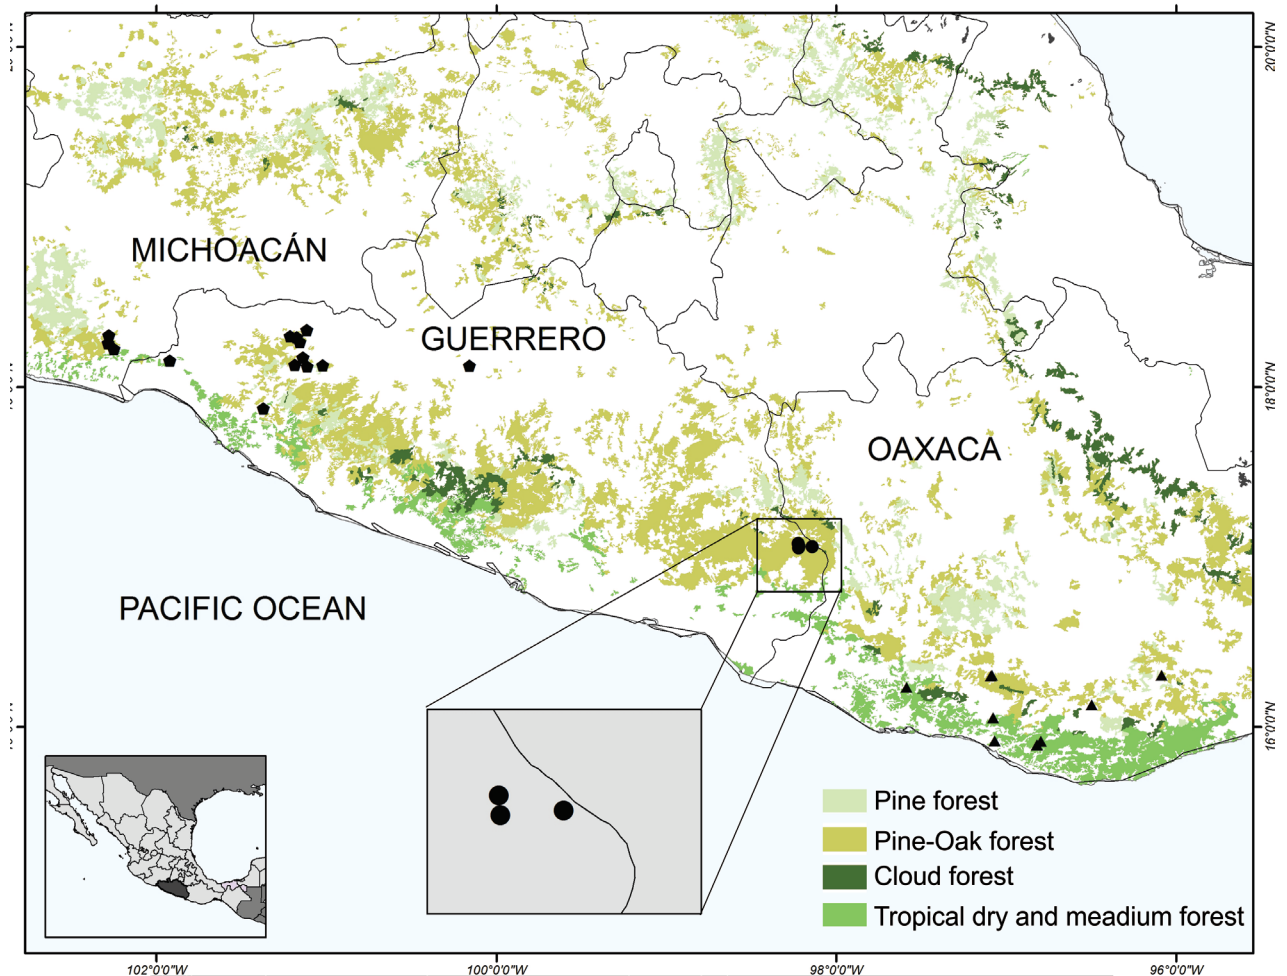 20°0'0"N
MICHOACÁN
GUERRERO
18°0'0"N
OAXACA
PACIFIC OCEAN
16°0'0"N
Pine forest
Pine-Oak forest
Cloud forest
Tropical dry and meadium forest
102°0'0"W
100°0'0"W
98°0'0"W
96°0'0"W